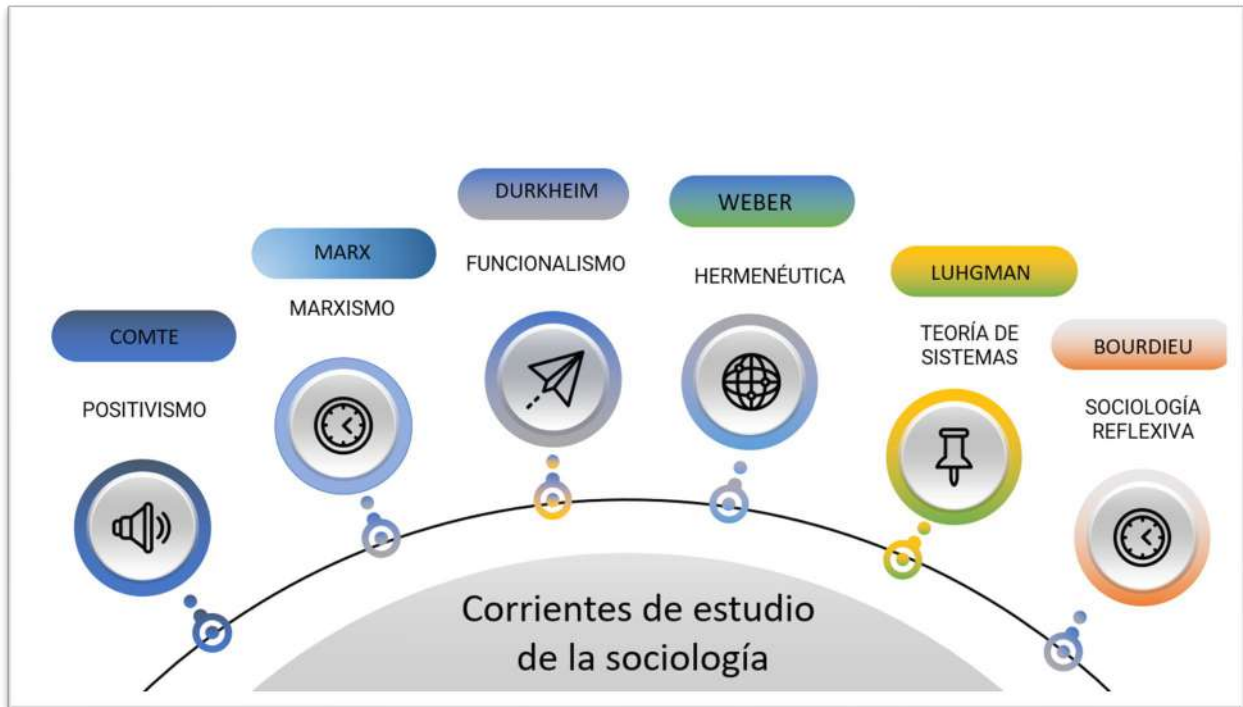 COMTE
POSITIVISMO
MARX
MARXISMO
DURKHEIM
FUNCIONALISMO
WEBER
HERMENÉUTICA
LUHGMAN
TEORÍA DE
SISTEMAS
BOURDIEU
SOCIOLOGÍA
REFLEXIVA
Corrientes de estudio
de la sociología